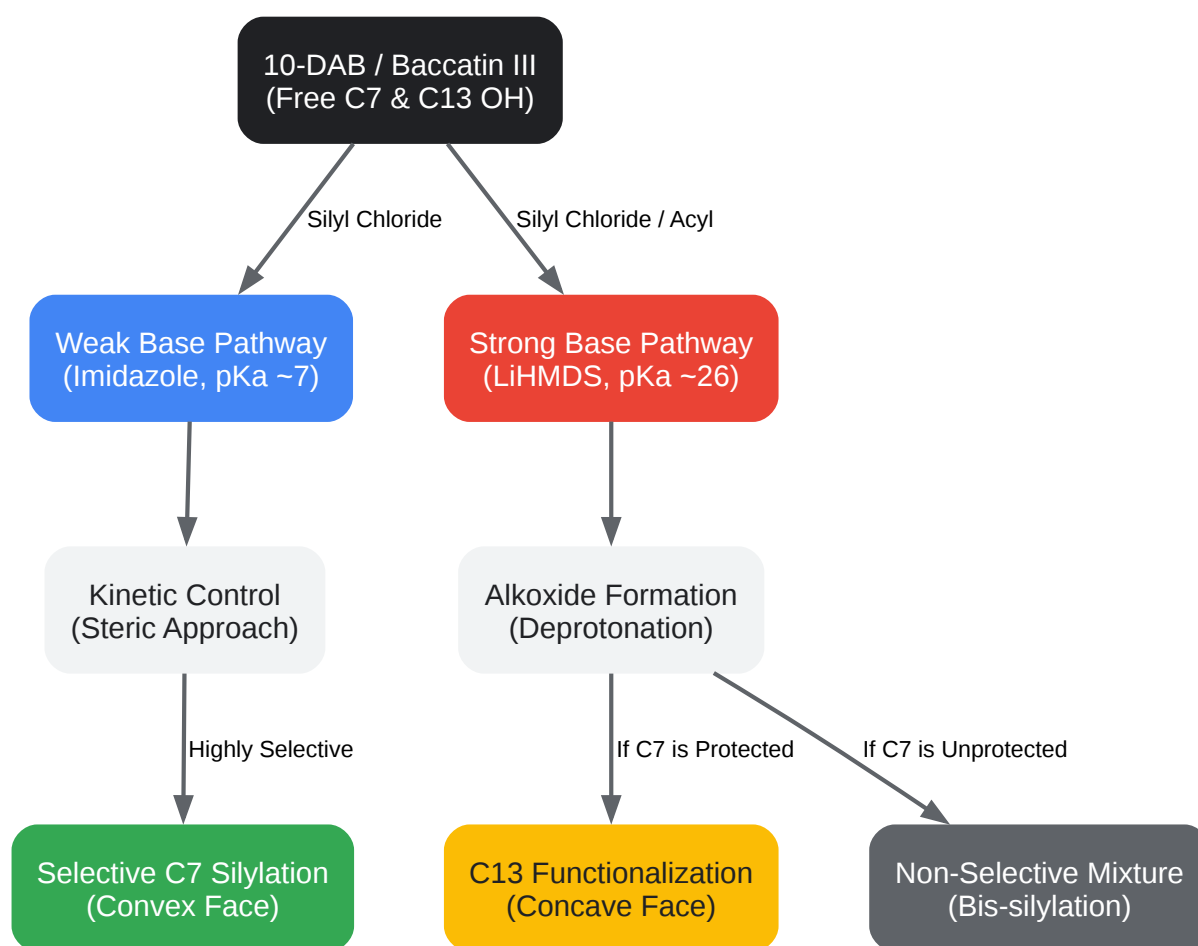 10-DAB / Baccatin III
(Free C7 & C13 OH)
Silyl Chloride
Silyl Chloride / Acyl
Weak Base Pathway
(Imidazole, pKa ~7)
Strong Base Pathway
(LiHMDS, pKa ~26)
Kinetic Control
(Steric Approach)
Alkoxide Formation
(Deprotonation)
Highly Selective
If C7 is Protected
If C7 is Unprotected
Selective C7 Silylation
(Convex Face)
C13 Functionalization
(Concave Face)
Non-Selective Mixture
(Bis-silylation)